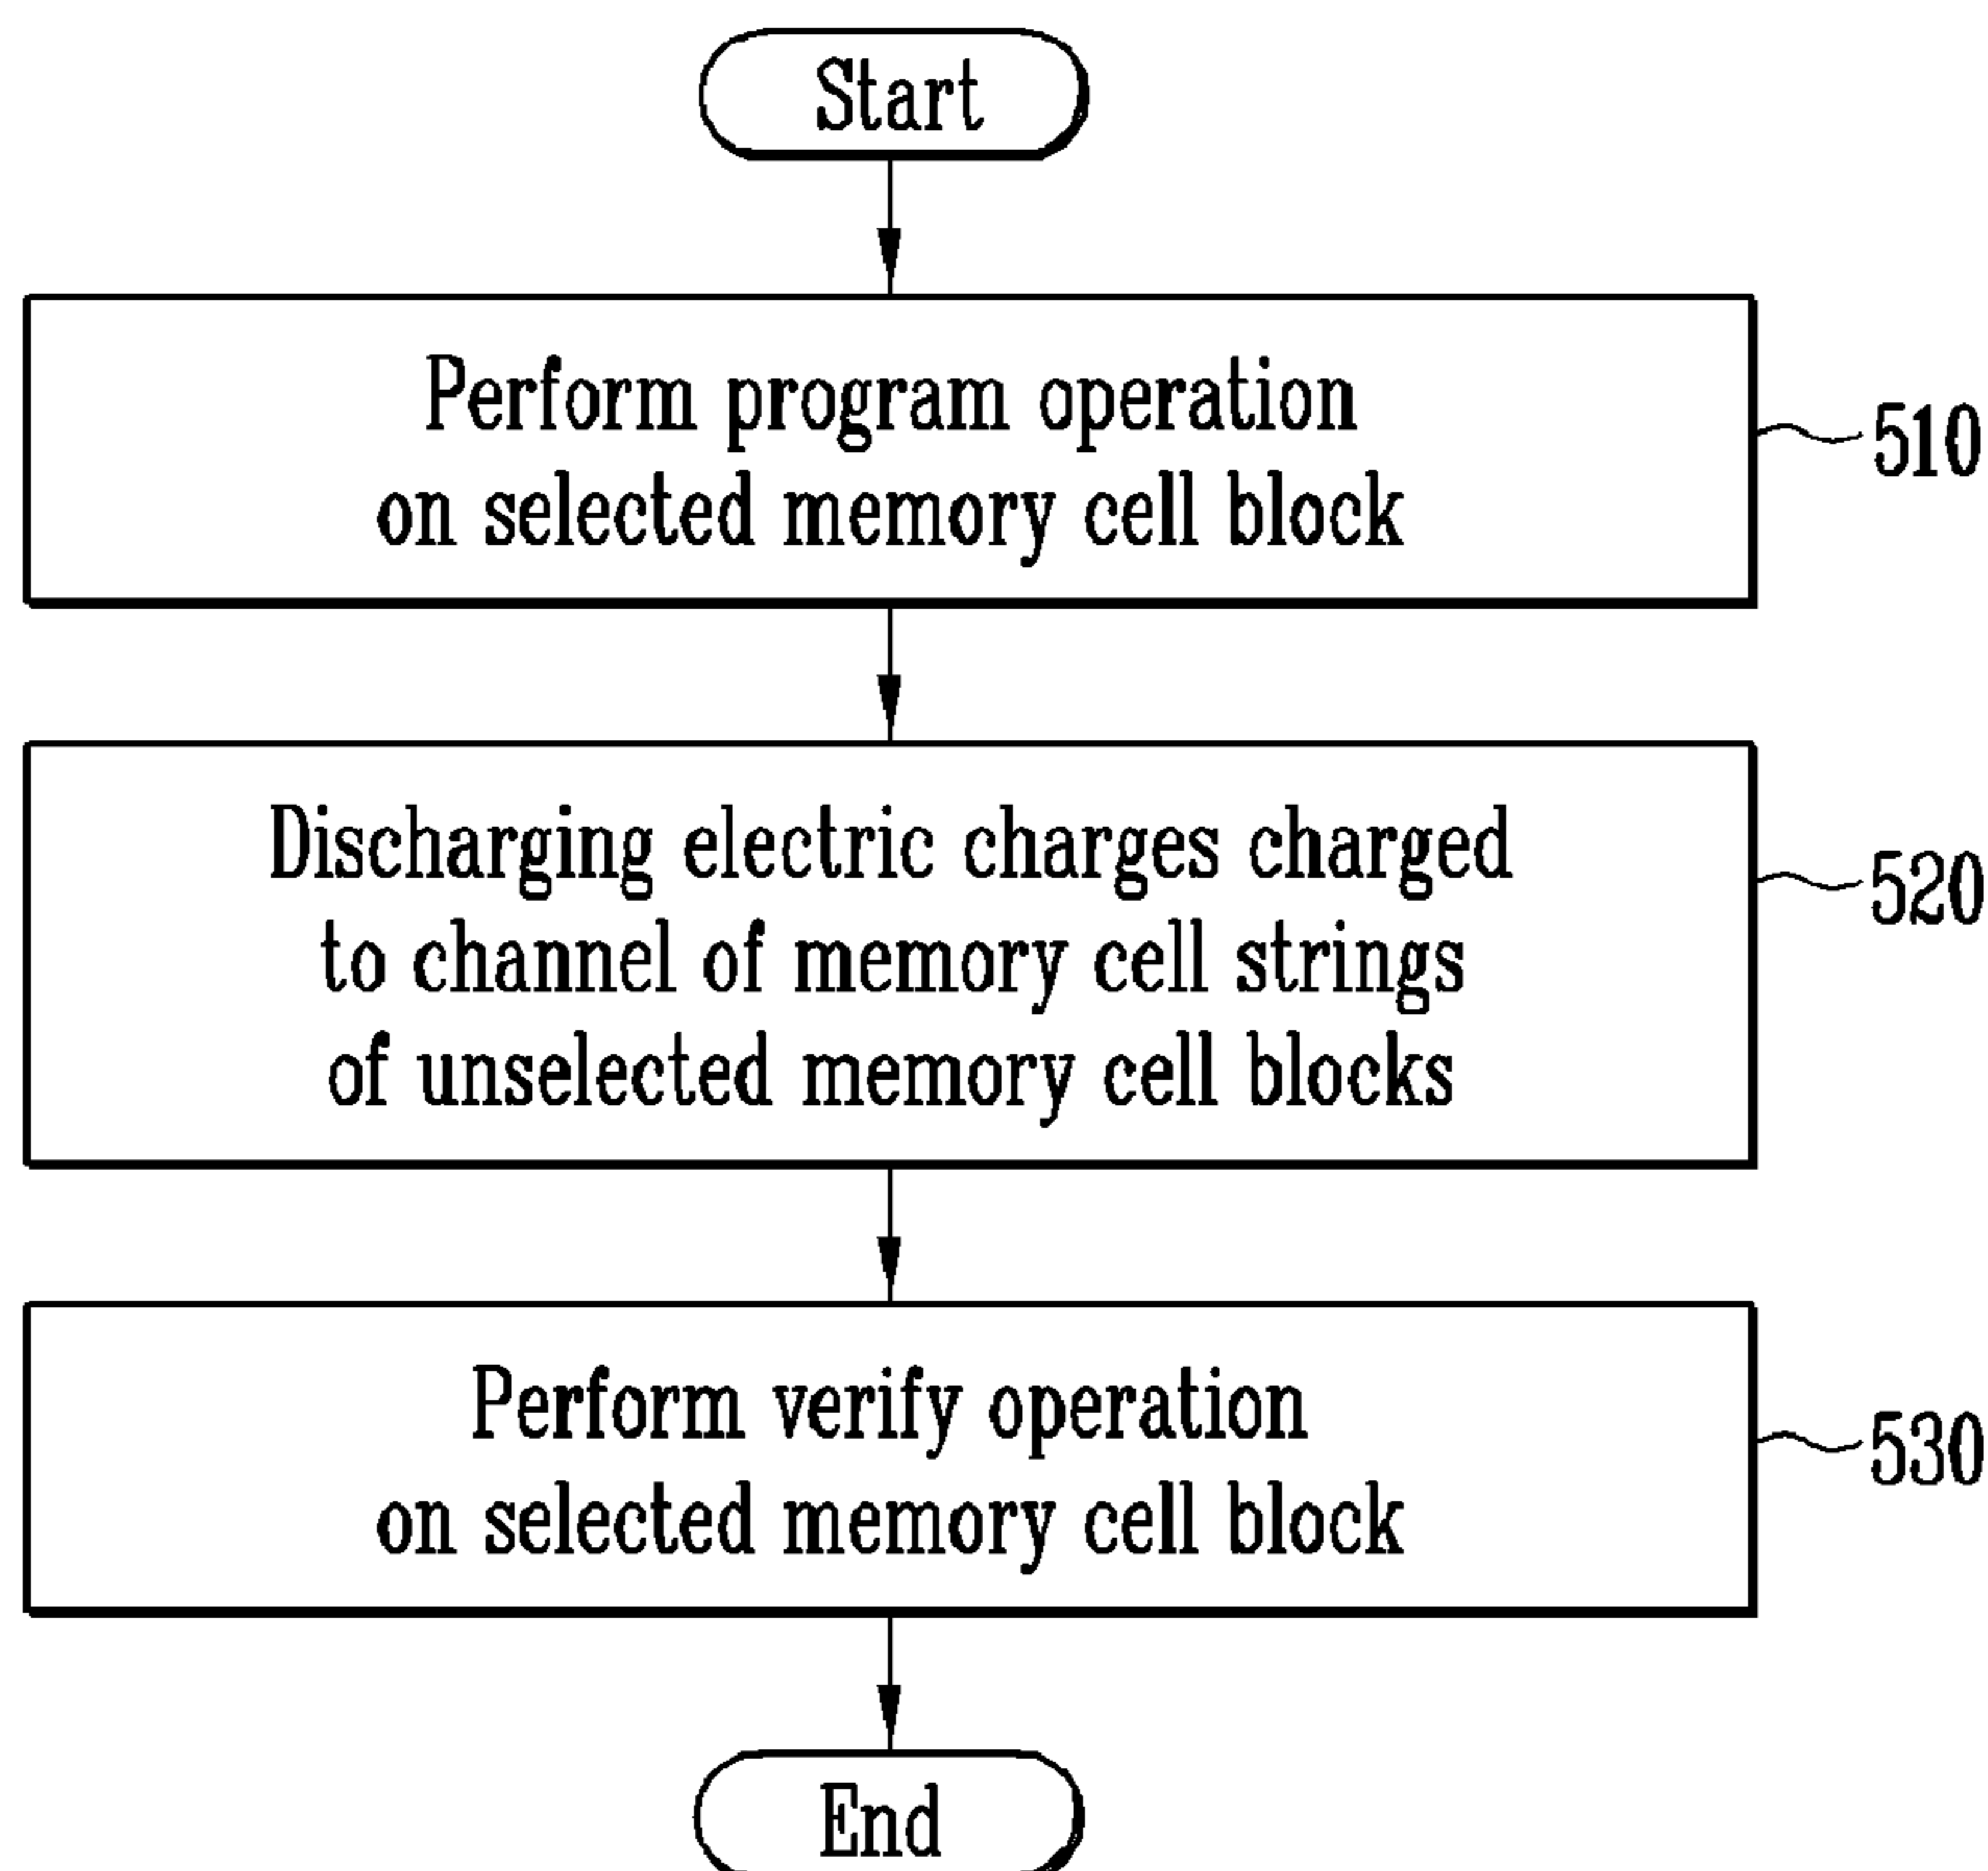 Start
Perform program operation
on selected memory cell block
510
Discharging electric charges charged
to channel of memory cell strings
of unselected memory cell blocks
520
Perform verify operation
on selected memory cell block
530
End